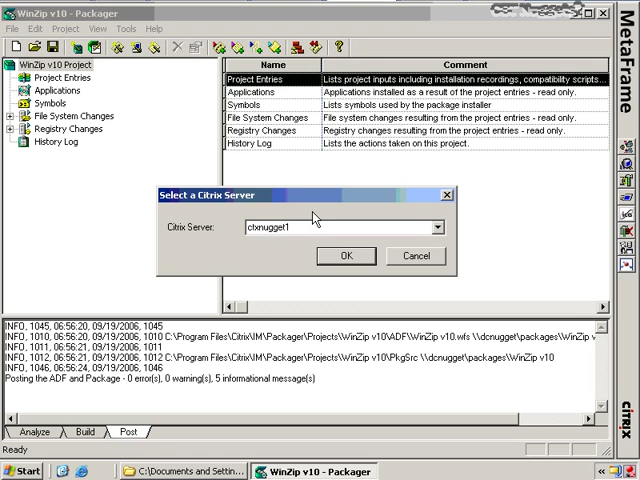 WinZip v10 - Packager
File Edit Project View Tools Help
WinZip v10 Project
Project Entries
Applications
Symbols
File System Changes
Registry Changes
History Log
Name Comment
Project Entries Lists project inputs including installation recordings, compatibility scripts...
Applications Applications installed as a result of the project entries - read only.
Symbols Lists symbols used by the package installer
File System Changes File system changes resulting from the project entries - read only.
Registry Changes Registry changes resulting from the project entries - read only.
History Log Lists the actions taken on this project.
Select a Citrix Server
Citrix Server: ctxnugget1
OK Cancel
INFO, 1045, 06:56:20, 09/19/2006, 1045
INFO, 1010, 06:56:20, 09/19/2006, 1010 C:\Program Files\Citrix\IM\Packager\Projects\WinZip v10\ADF\WinZip v10.wfs \\dcnugget\packages\WinZip v
INFO, 1011, 06:56:21, 09/19/2006, 1011
INFO, 1012, 06:56:21, 09/19/2006, 1012 C:\Program Files\Citrix\IM\Packager\Projects\WinZip v10\PkgSrc \\dcnugget\packages\WinZip v10
INFO, 1046, 06:56:24, 09/19/2006, 1046
Posting the ADF and Package - 0 error(s), 0 warning(s), 5 informational message(s)
Analyze Build Post
Ready
Start C:\Documents and Settin... WinZip v10 - Packager
MetaFrame
CITRIX